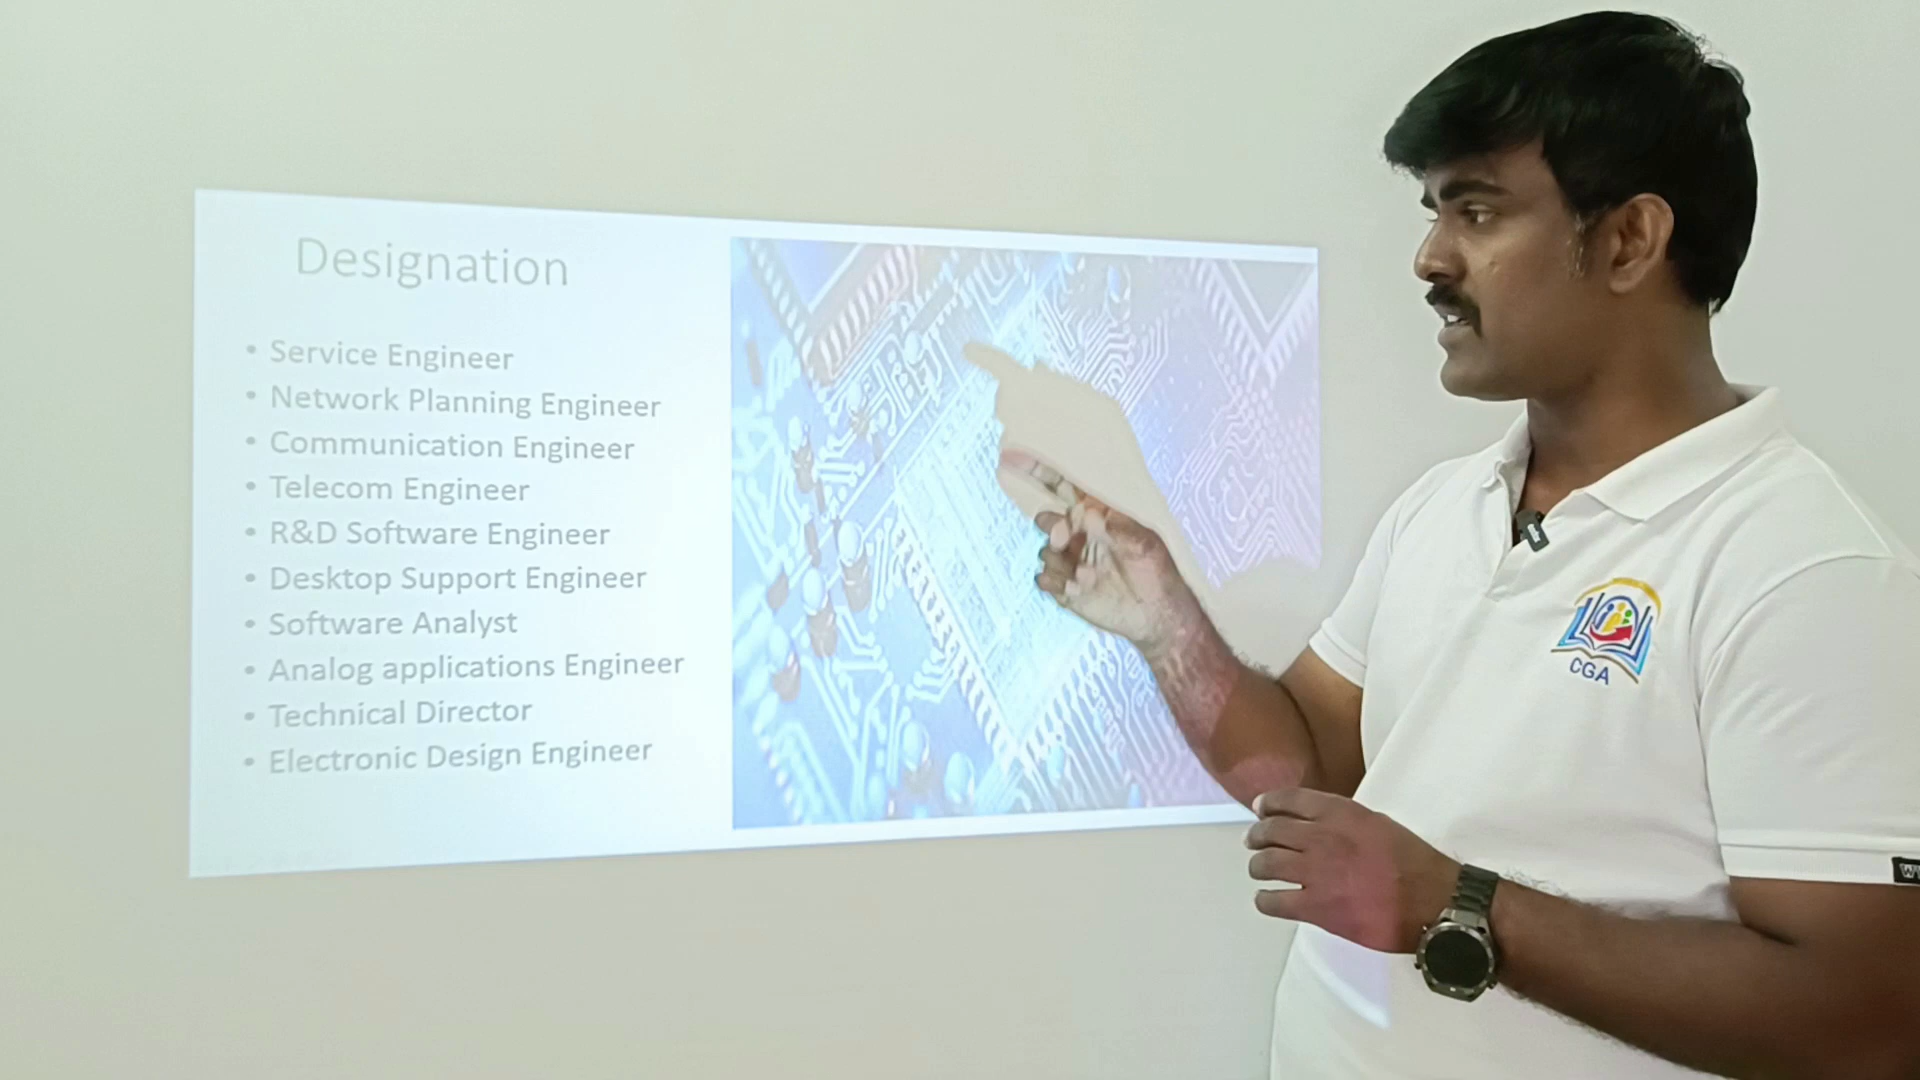 Designation
• Service Engineer
• Network Planning Engineer
• Communication Engineer
• Telecom Engineer
• R&D Software Engineer
• Desktop Support Engineer
• Software Analyst
• Analog applications Engineer
• Technical Director
• Electronic Design Engineer
CGA